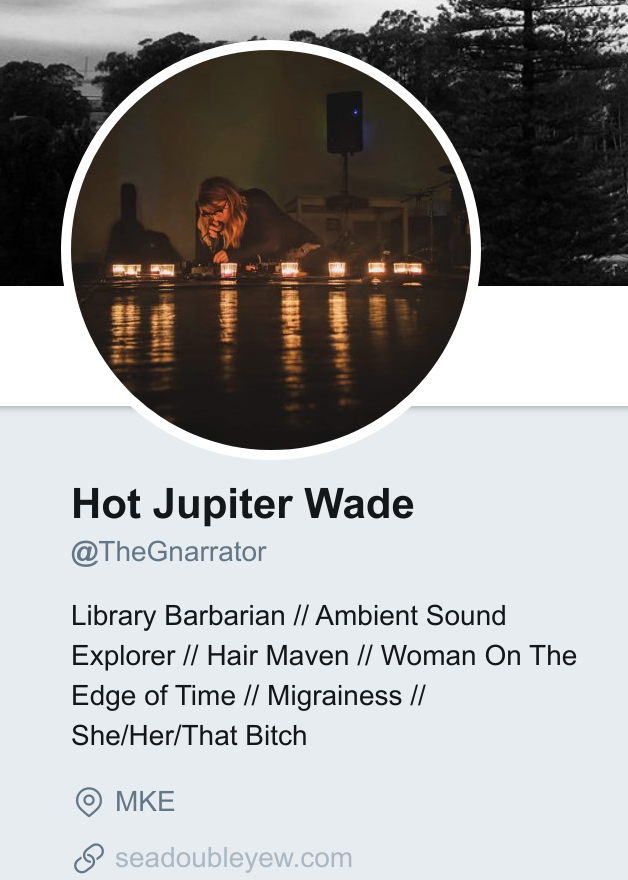 Hot Jupiter Wade
@TheGnarrator
Library Barbarian // Ambient Sound
Explorer // Hair Maven // Woman On The
Edge of Time // Migrainess //
She/Her/That Bitch
MKE
seadoubleyew.com